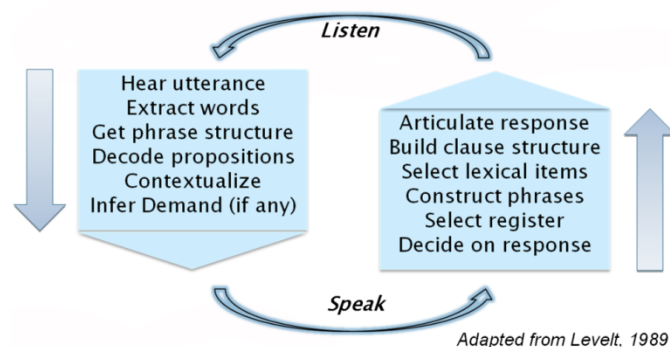 Listen
Hear utterance
Extract words
Get phrase structure
Decode propositions
Contextualize
Infer Demand (if any)
Articulate response
Build clause structure
Select lexical items
Construct phrases
Select register
Decide on response
Speak
Adapted from Levelt, 1989